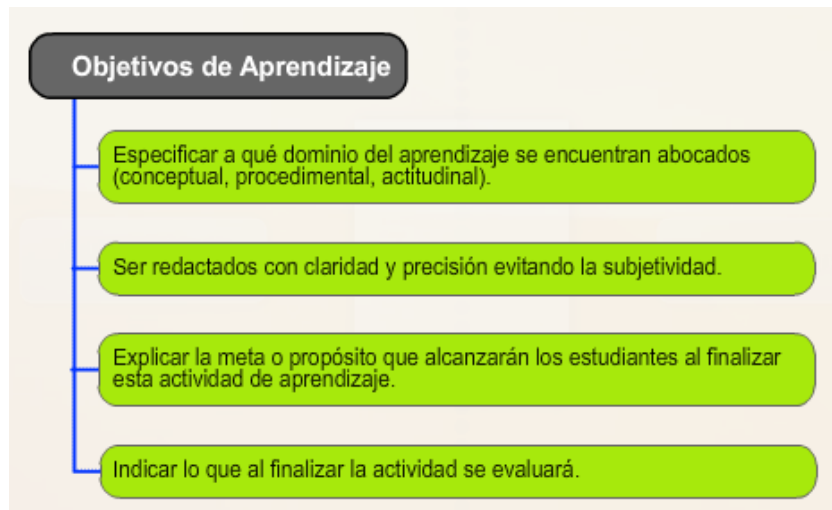 Objetivos de Aprendizaje
Especificar a qué dominio del aprendizaje se encuentran abocados
(conceptual, procedimental, actitudinal).
Ser redactados con claridad y precisión evitando la subjetividad.
Explicar la meta o propósito que alcanzarán los estudiantes al finalizar
esta actividad de aprendizaje.
Indicar lo que al finalizar la actividad se evaluará.